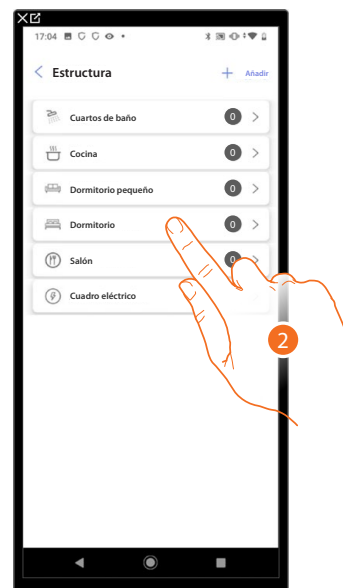 17:04
Estructura
+ Añadir
Cuartos de baño 0
Cocina 0
Dormitorio pequeño 0
Dormitorio 0
Salón 0
Cuadro eléctrico
2